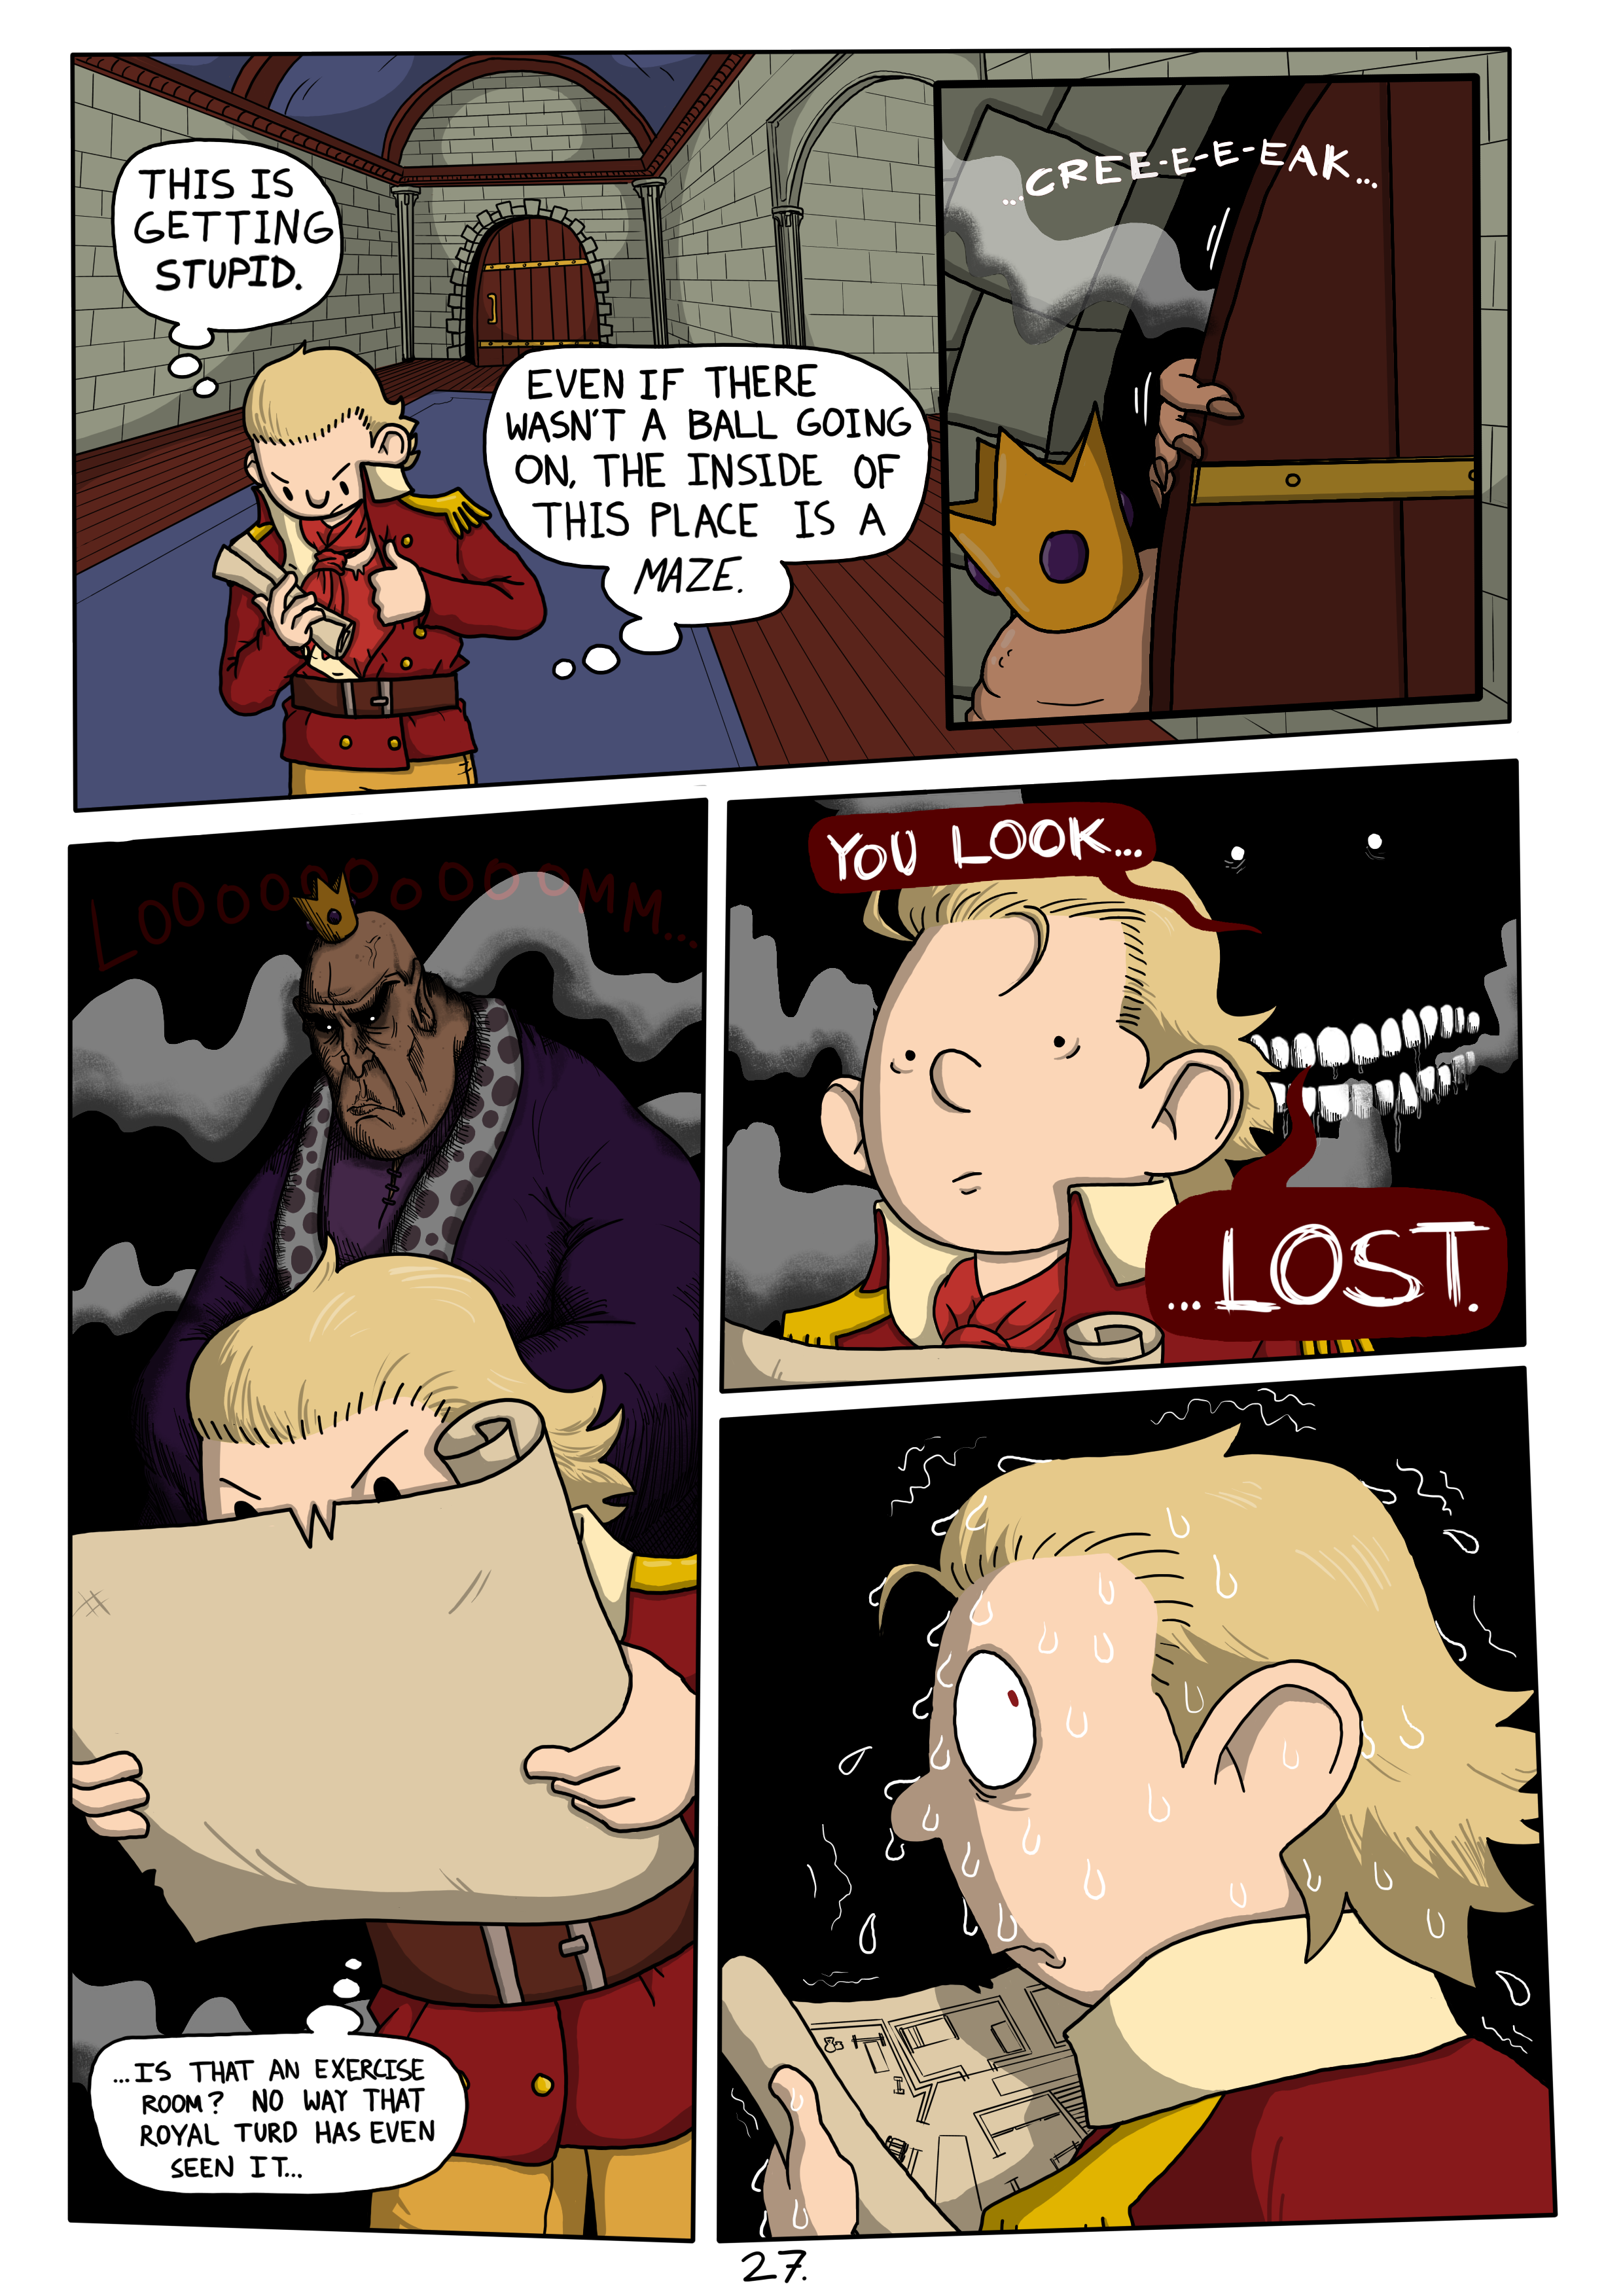 THIS IS
GETTING
STUPID.
EVEN IF THERE
WASN'T A BALL GOING
ON, THE INSIDE OF
THIS PLACE IS A
MAZE.
...CREE-E-E-EAK...
LOOOOOOOOOOMM...
...IS THAT AN EXERCISE
ROOM? NO WAY THAT
ROYAL TURD HAS EVEN
SEEN IT...
YOU LOOK...
...LOST.
27.